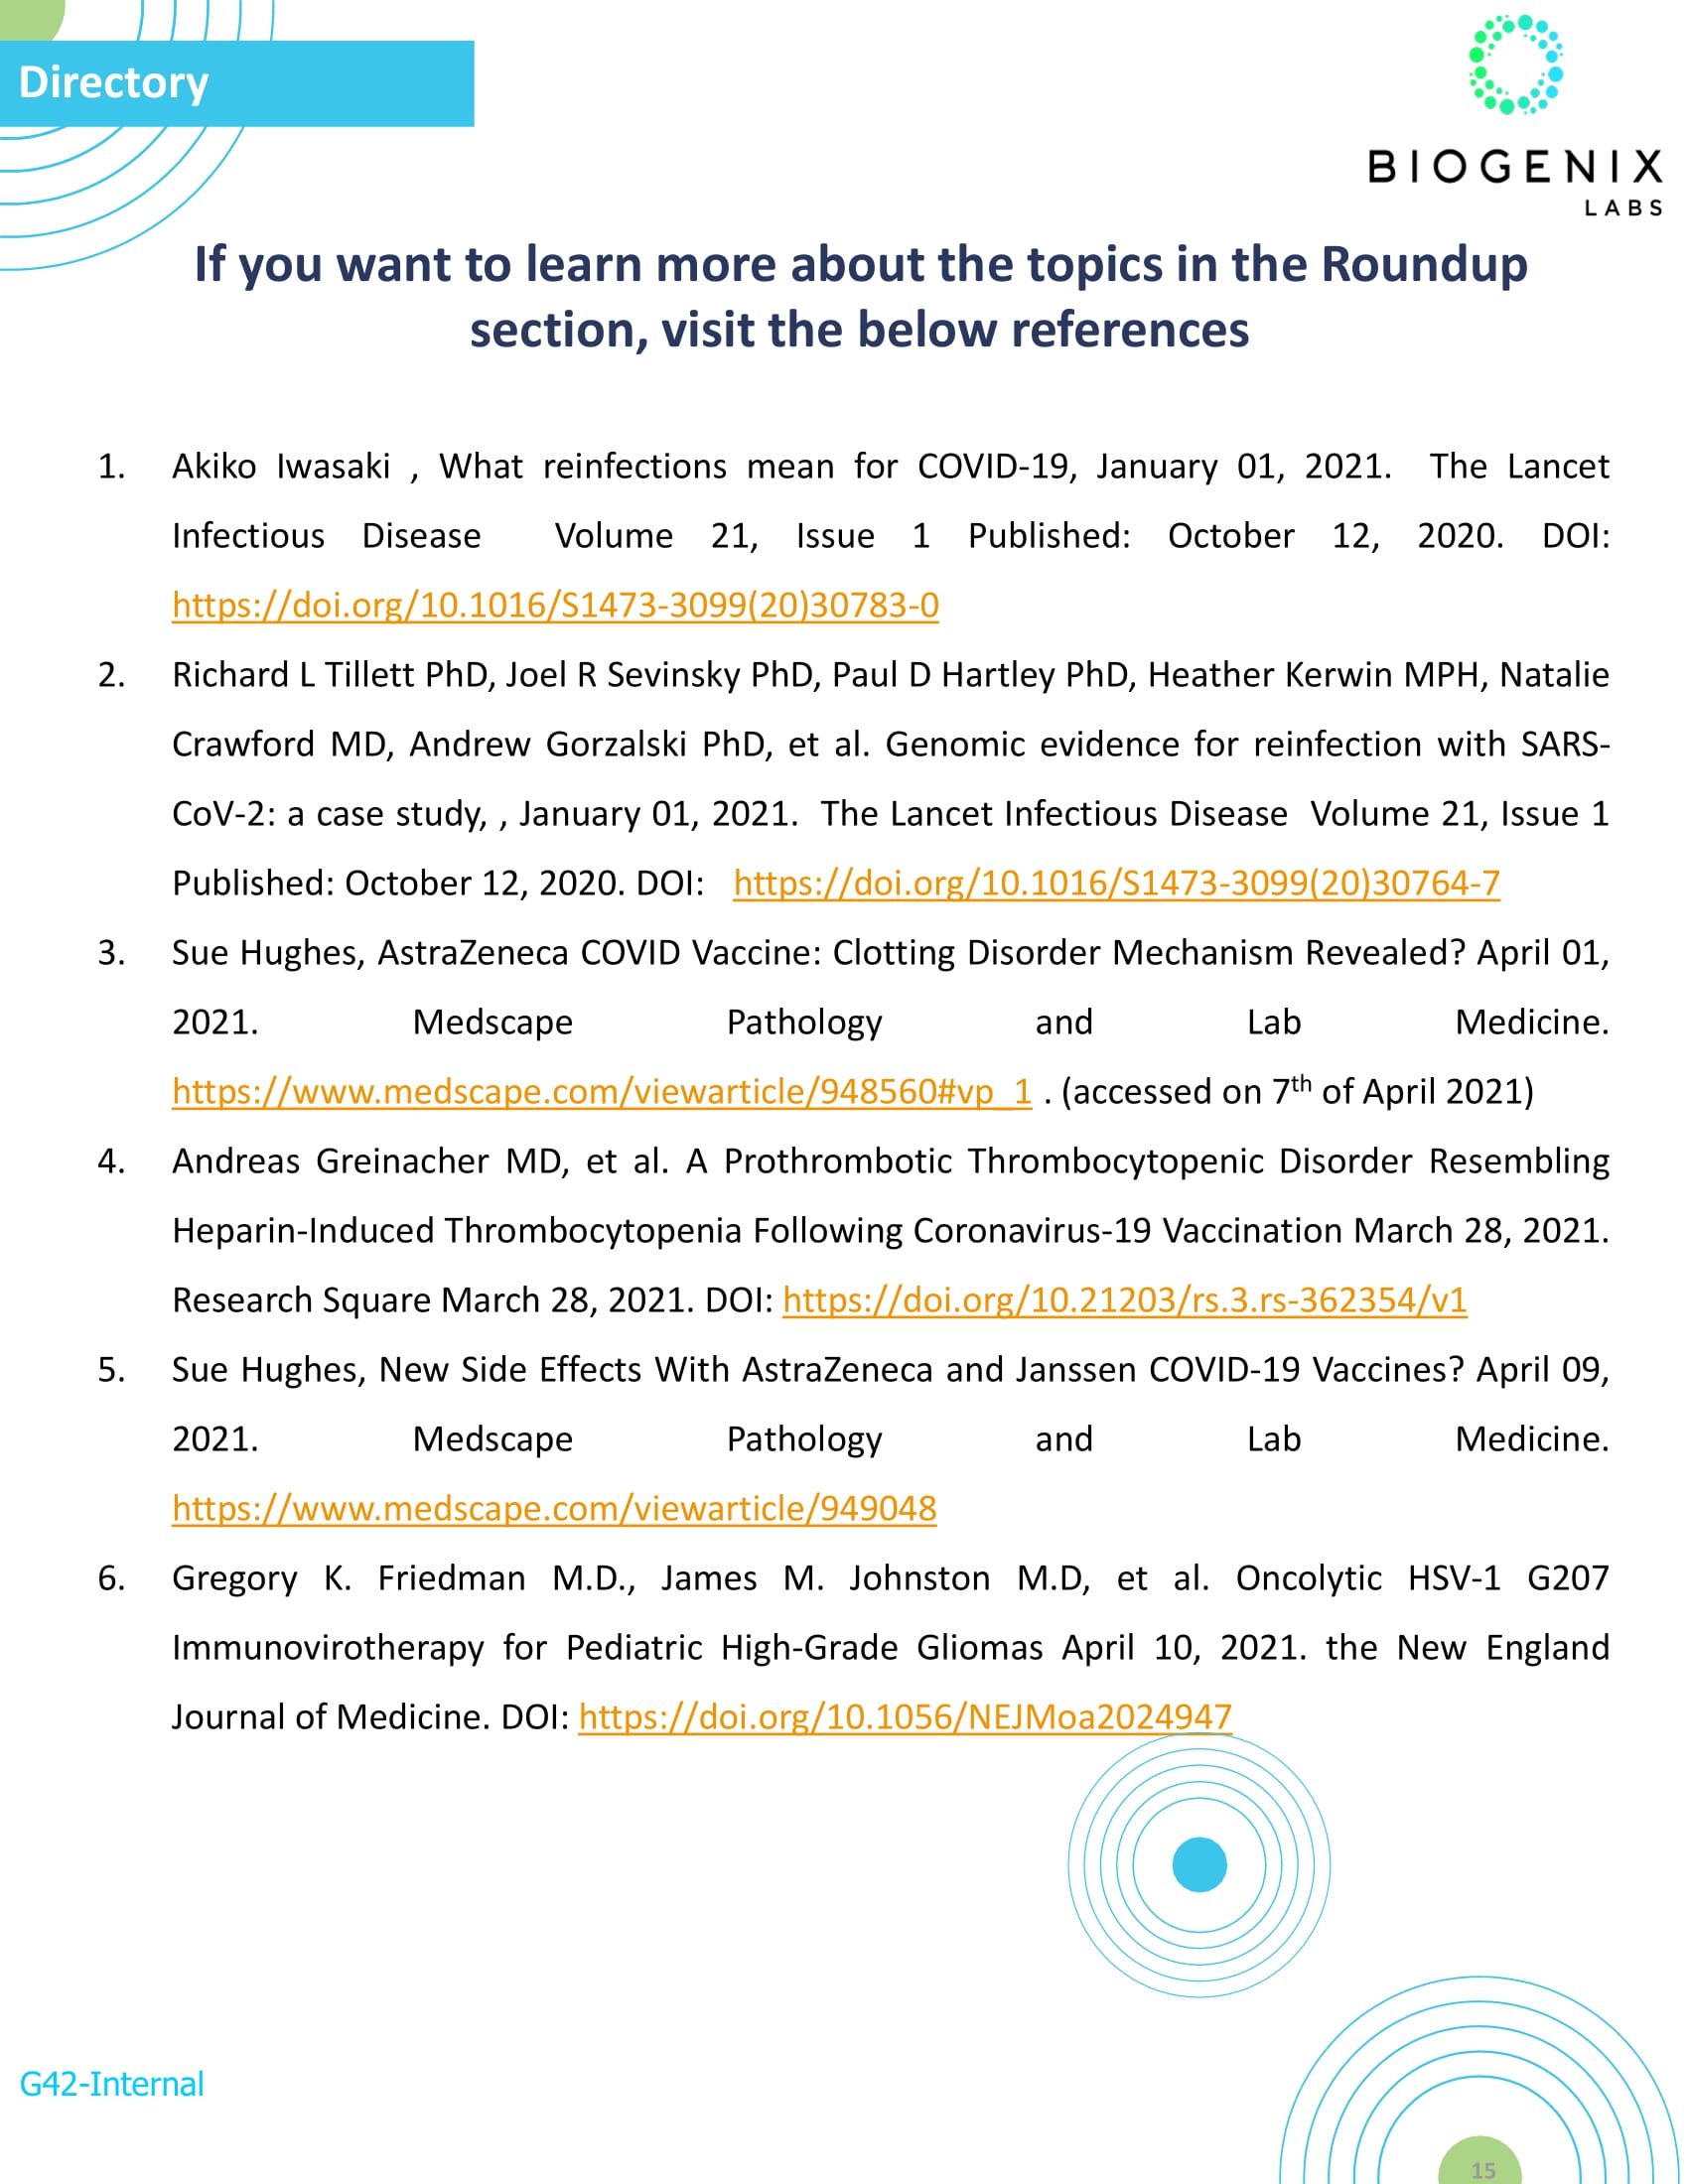 Directory
BIOGENIX
LABS
If you want to learn more about the topics in the Roundup
section, visit the below references
1. Akiko Iwasaki , What reinfections mean for COVID-19, January 01, 2021. The Lancet
Infectious Disease Volume 21, Issue 1 Published: October 12, 2020. DOI:
https://doi.org/10.1016/S1473-3099(20)30783-0
2. Richard L Tillett PhD, Joel R Sevinsky PhD, Paul D Hartley PhD, Heather Kerwin MPH, Natalie
Crawford MD, Andrew Gorzalski PhD, et al. Genomic evidence for reinfection with SARS-
CoV-2: a case study, , January 01, 2021. The Lancet Infectious Disease Volume 21, Issue 1
Published: October 12, 2020. DOI: https://doi.org/10.1016/S1473-3099(20)30764-7
3. Sue Hughes, AstraZeneca COVID Vaccine: Clotting Disorder Mechanism Revealed? April 01,
2021. Medscape Pathology and Lab Medicine.
https://www.medscape.com/viewarticle/948560#vp_1 . (accessed on 7th of April 2021)
4. Andreas Greinacher MD, et al. A Prothrombotic Thrombocytopenic Disorder Resembling
Heparin-Induced Thrombocytopenia Following Coronavirus-19 Vaccination March 28, 2021.
Research Square March 28, 2021. DOI: https://doi.org/10.21203/rs.3.rs-362354/v1
5. Sue Hughes, New Side Effects With AstraZeneca and Janssen COVID-19 Vaccines? April 09,
2021. Medscape Pathology and Lab Medicine.
https://www.medscape.com/viewarticle/949048
6. Gregory K. Friedman M.D., James M. Johnston M.D, et al. Oncolytic HSV-1 G207
Immunovirotherapy for Pediatric High-Grade Gliomas April 10, 2021. the New England
Journal of Medicine. DOI: https://doi.org/10.1056/NEJMoa2024947
G42-Internal
15